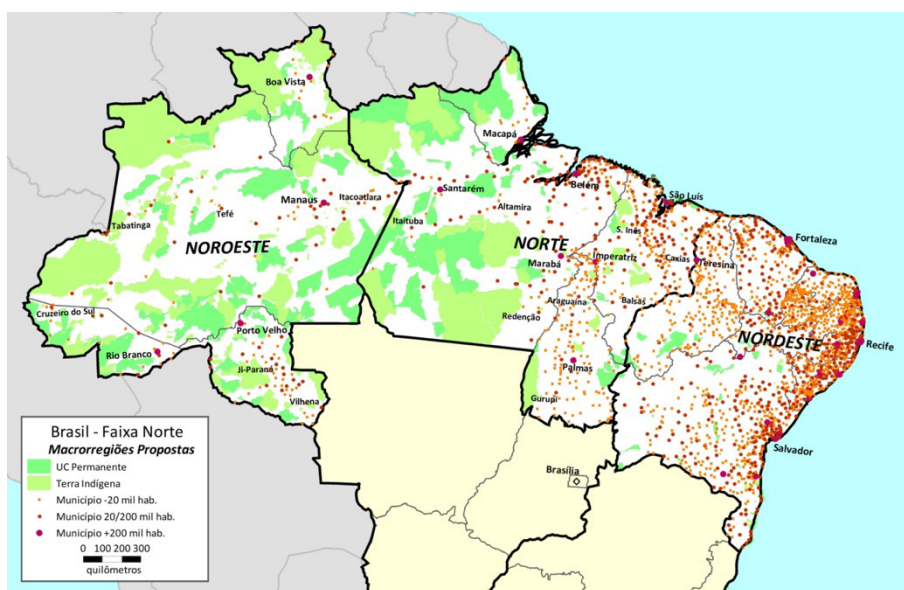 Boa Vista
Macapá
Belém
São Luís
Santarém
Manaus
Itacoatiara
Altamira
Tefé
Itaituba
Tabatinga
NOROESTE
NORTE
S. Inês
Fortaleza
Marabá
Imperatriz
Caxias
Teresina
Cruzeiro do Sul
Araguaína
Balsas
Redenção
Porto Velho
NORDESTE
Recife
Rio Branco
Ji-Paraná
Palmas
Vilhena
Gurupi
Salvador
Brasília
Brasil - Faixa Norte
Macrorregiões Propostas
UC Permanente
Terra Indígena
Município -20 mil hab.
Município 20/200 mil hab.
Município +200 mil hab.
0 100 200 300
quilômetros